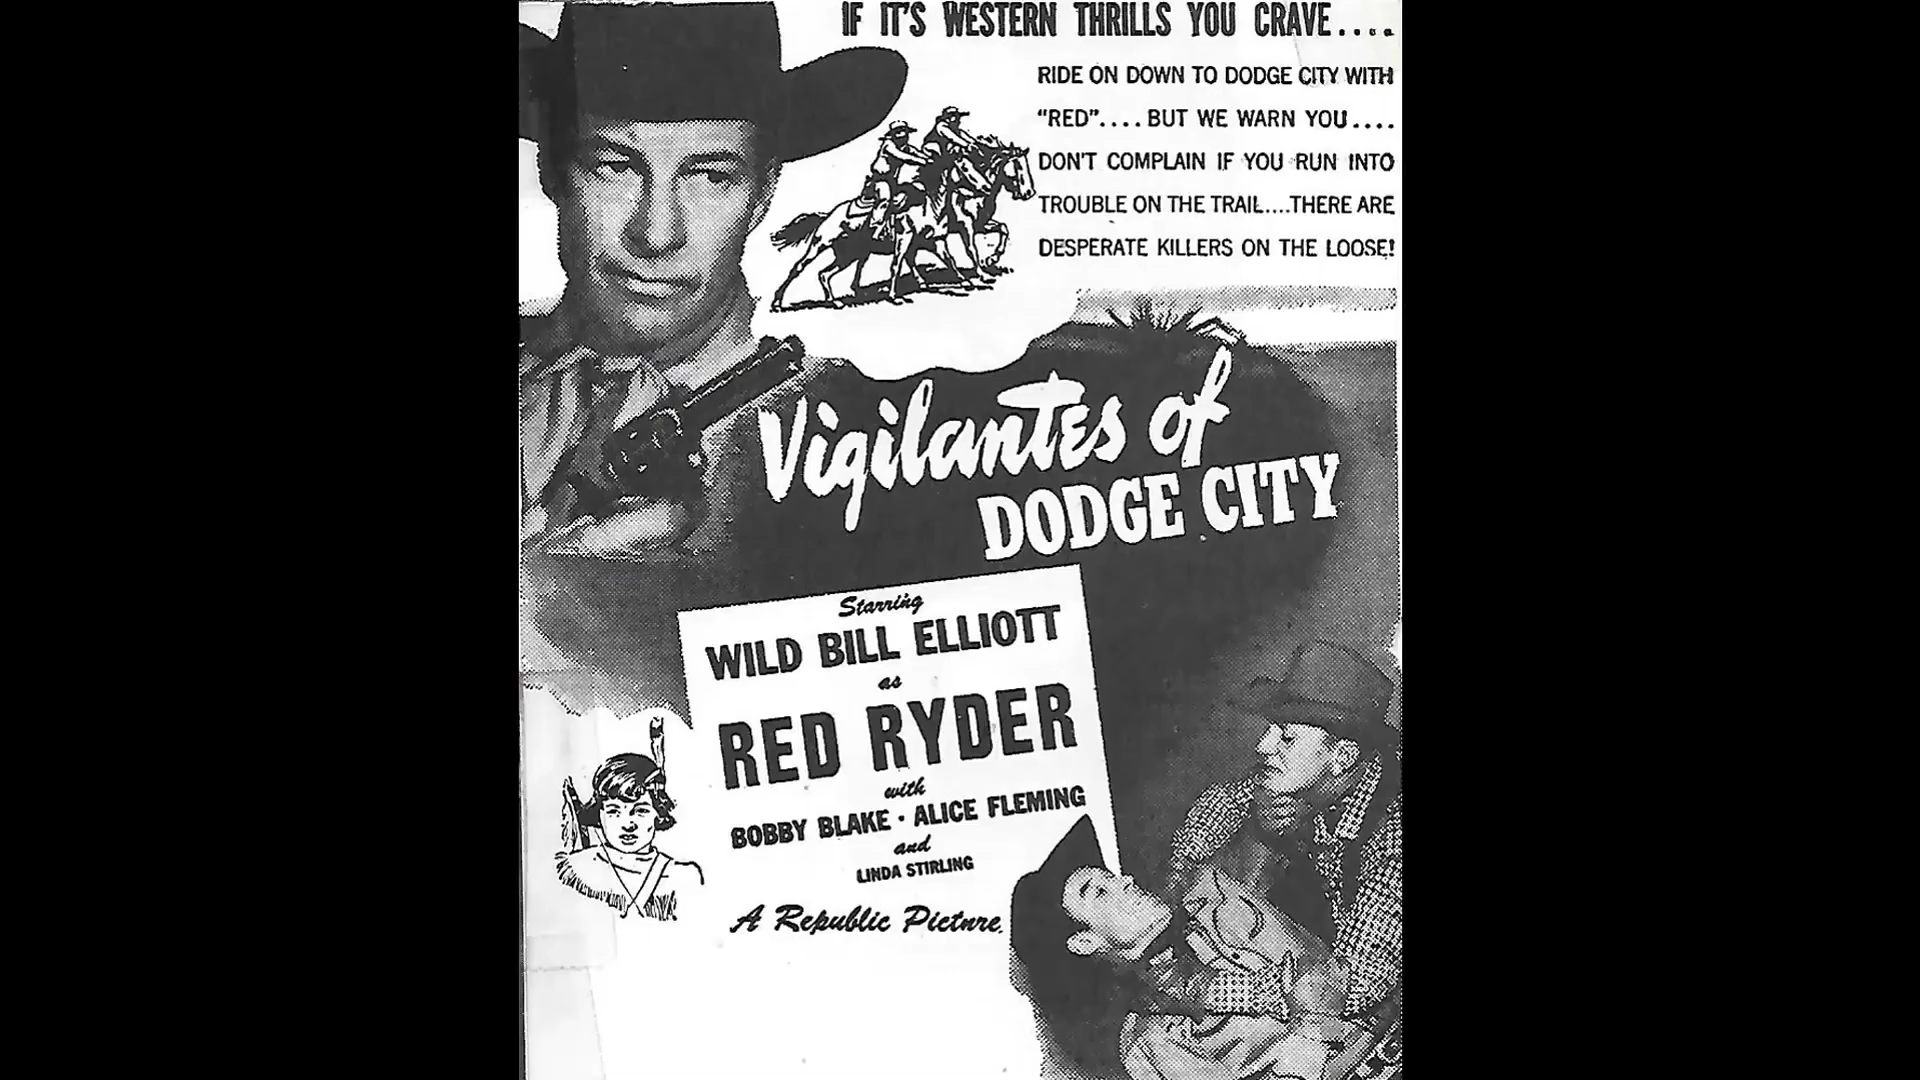 IF IT'S WESTERN THRILLS YOU CRAVE....
RIDE ON DOWN TO DODGE CITY WITH
"RED"....BUT WE WARN YOU....
DON'T COMPLAIN IF YOU RUN INTO
TROUBLE ON THE TRAIL....THERE ARE
DESPERATE KILLERS ON THE LOOSE!
Vigilantes of
DODGE CITY
Starring
WILD BILL ELLIOTT
as
RED RYDER
with
BOBBY BLAKE • ALICE FLEMING
and
LINDA STIRLING
A Republic Picture.